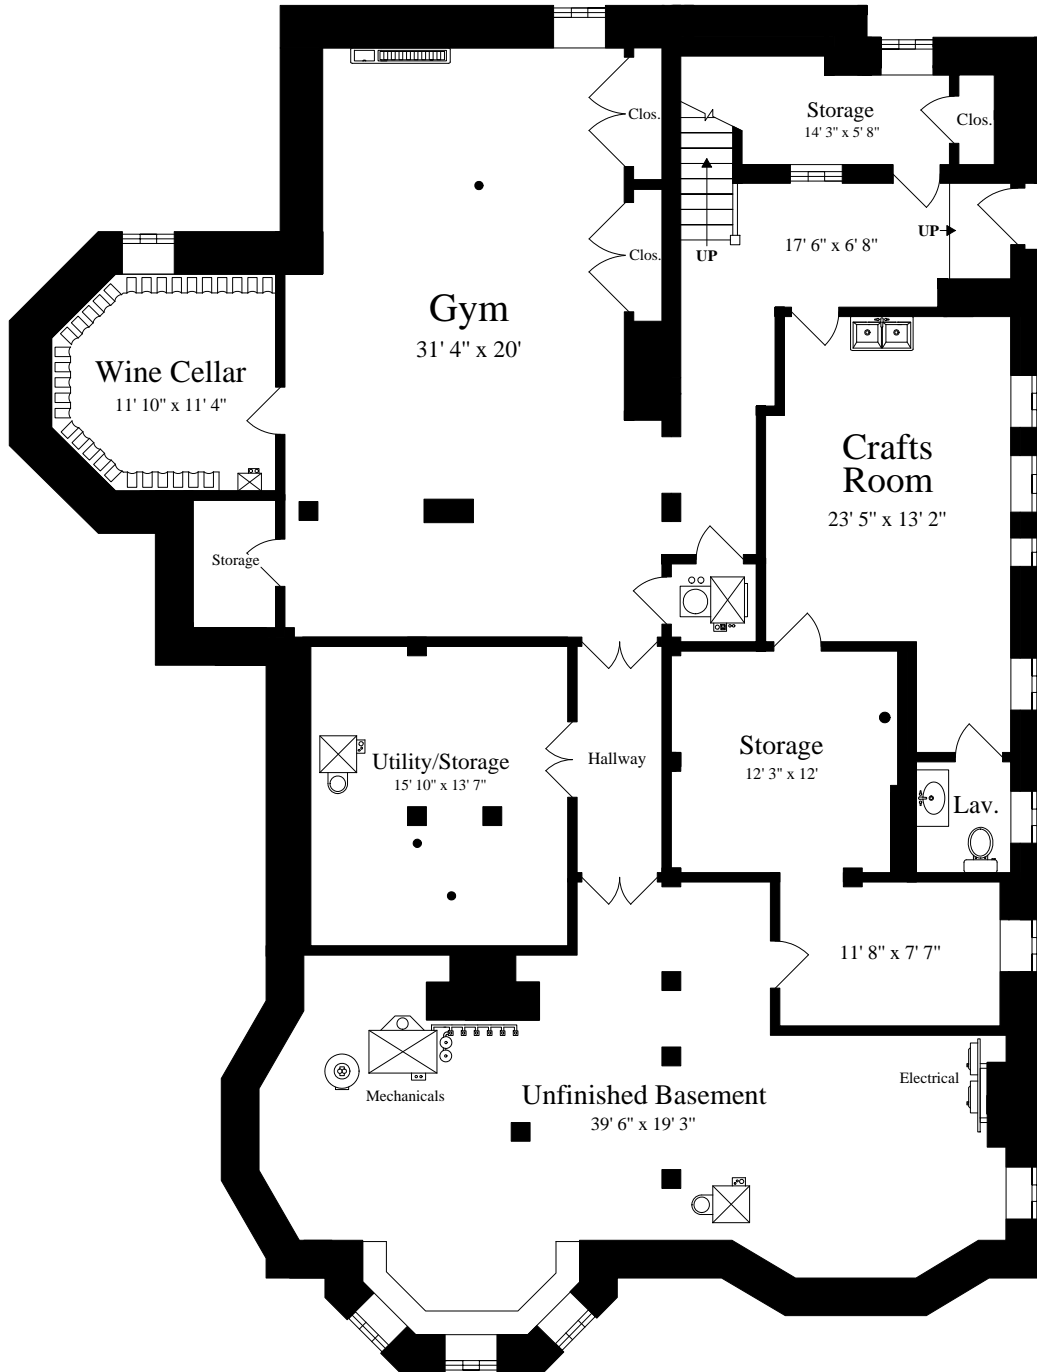 Storage
14' 3" x 5' 8"
Clos.
Clos.
UP
17' 6" x 6' 8"
UP
Clos.
Gym
31' 4" x 20'
Wine Cellar
11' 10" x 11' 4"
Crafts
Room
23' 5" x 13' 2"
Storage
Utility/Storage
15' 10" x 13' 7"
Hallway
Storage
12' 3" x 12'
Lav.
11' 8" x 7' 7"
Mechanicals
Electrical
Unfinished Basement
39' 6" x 19' 3"